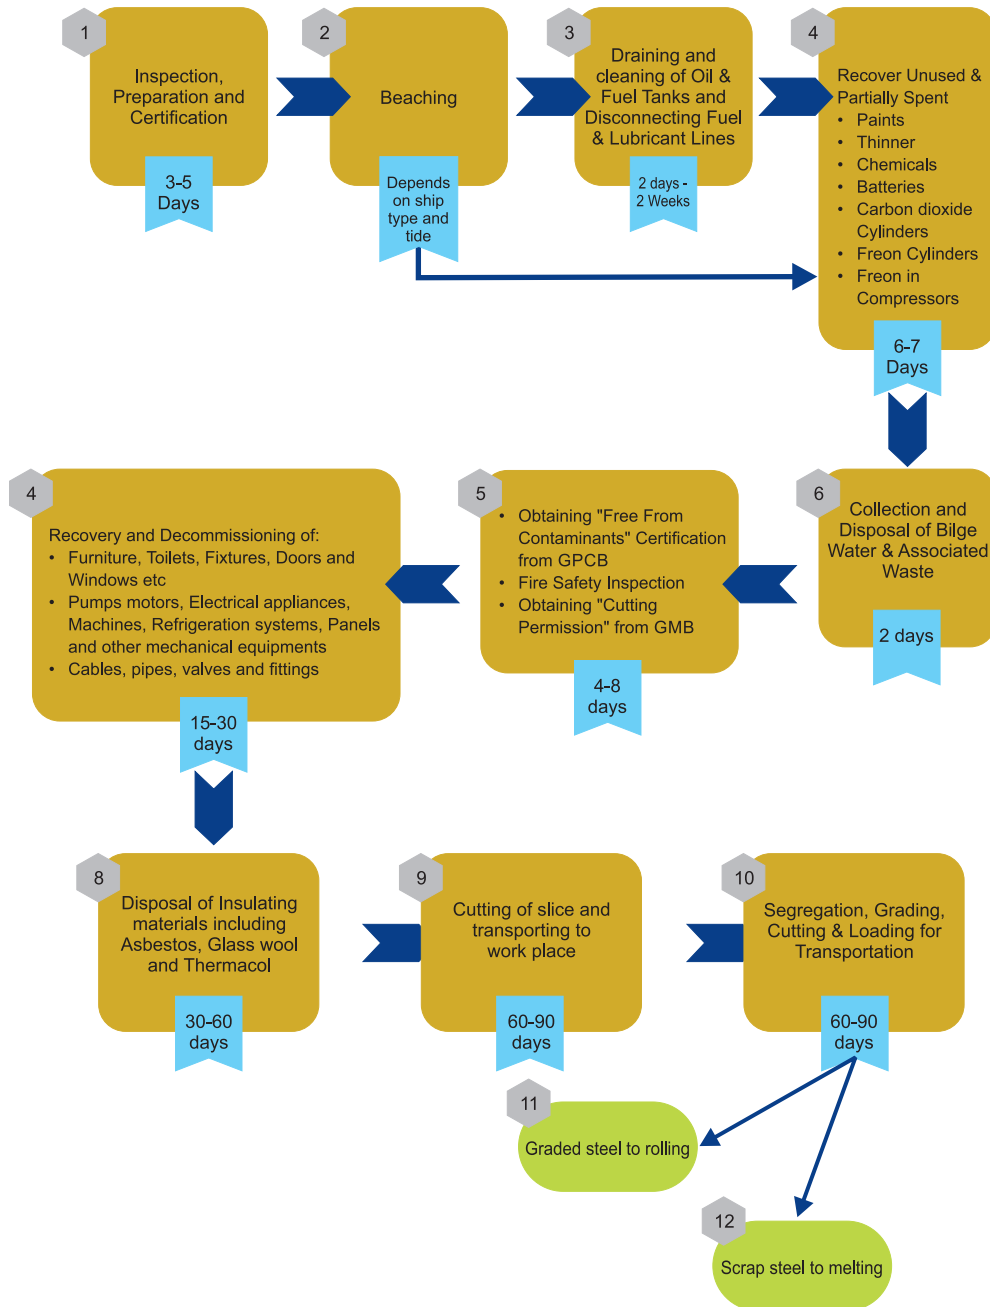 1
Inspection,
Preparation and
Certification
3-5
Days
2
Beaching
Depends
on ship
type and
tide
3
Draining and
cleaning of Oil &
Fuel Tanks and
Disconnecting Fuel
& Lubricant Lines
2 days -
2 Weeks
4
Recover Unused &
Partially Spent
• Paints
• Thinner
• Chemicals
• Batteries
• Carbon dioxide
Cylinders
• Freon Cylinders
• Freon in
Compressors
6-7
Days
6
Collection and
Disposal of Bilge
Water & Associated
Waste
2 days
5
• Obtaining "Free From
Contaminants" Certification
from GPCB
• Fire Safety Inspection
• Obtaining "Cutting
Permission" from GMB
4-8
days
4
Recovery and Decommissioning of:
• Furniture, Toilets, Fixtures, Doors and
Windows etc
• Pumps motors, Electrical appliances,
Machines, Refrigeration systems, Panels
and other mechanical equipments
• Cables, pipes, valves and fittings
15-30
days
8
Disposal of Insulating
materials including
Asbestos, Glass wool
and Thermacol
30-60
days
9
Cutting of slice and
transporting to
work place
60-90
days
10
Segregation, Grading,
Cutting & Loading for
Transportation
60-90
days
11
Graded steel to rolling
12
Scrap steel to melting